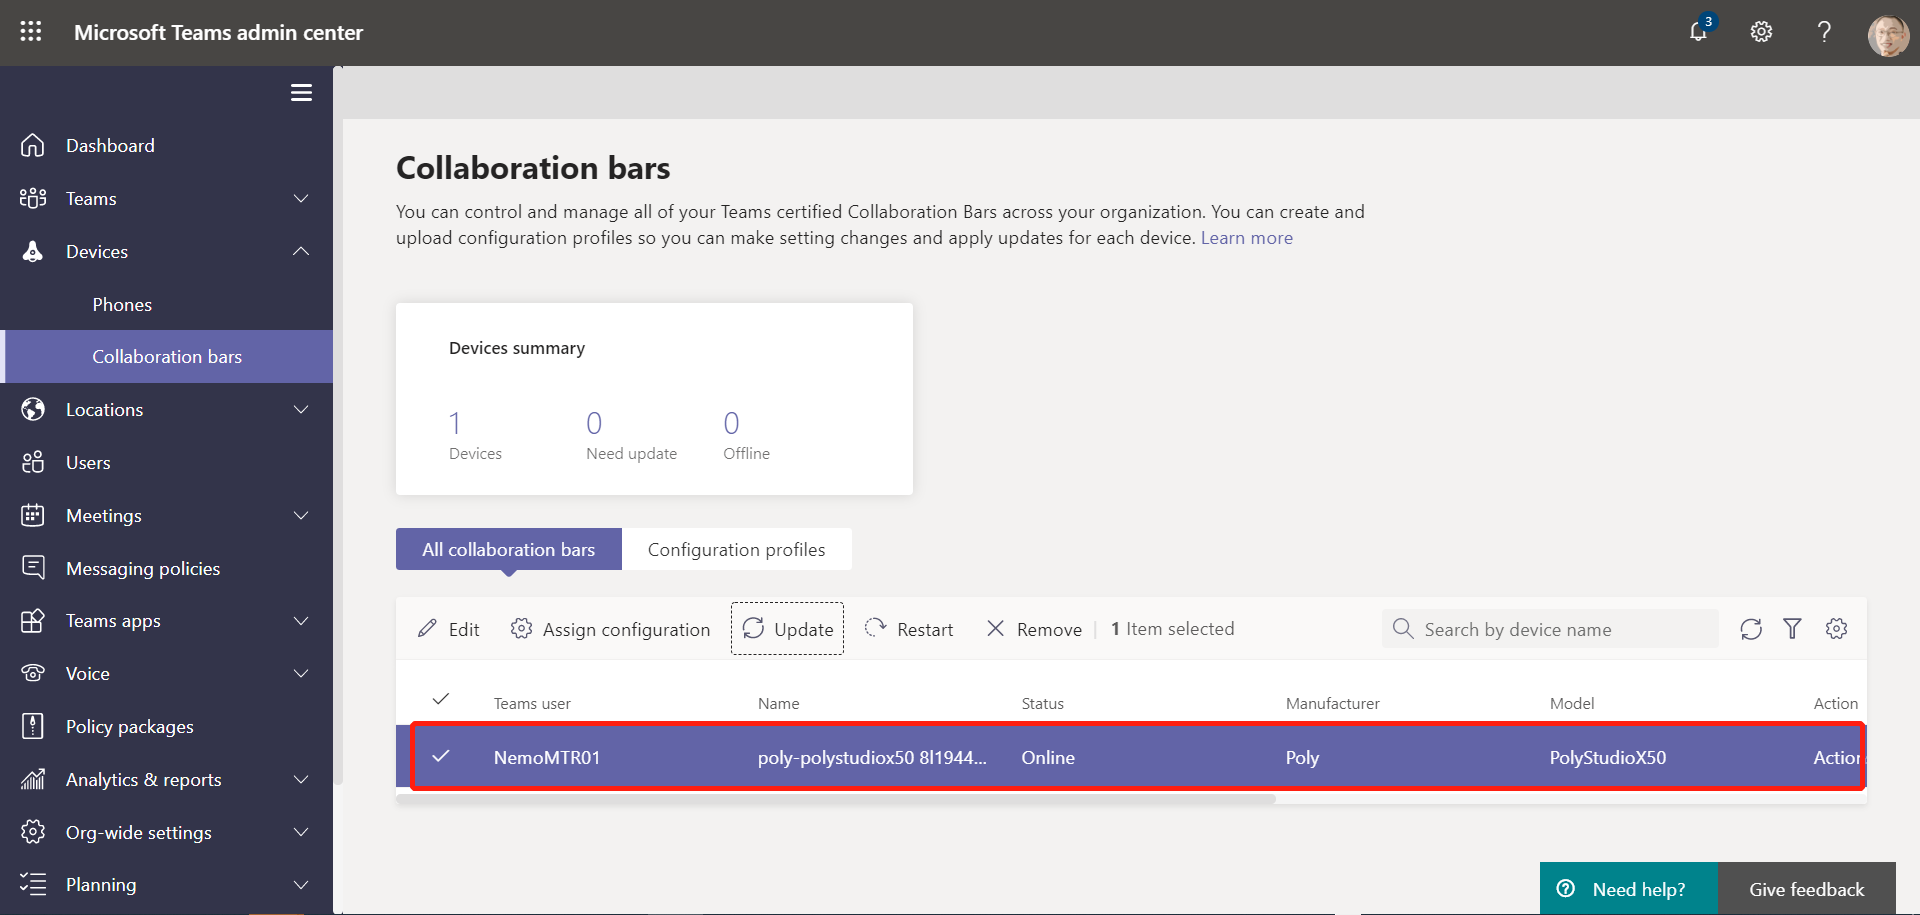 Microsoft Teams admin center
3
?
Dashboard
Teams
Devices
Phones
Collaboration bars
Locations
Users
Meetings
Messaging policies
Teams apps
Voice
Policy packages
Analytics & reports
Org-wide settings
Planning
Collaboration bars
You can control and manage all of your Teams certified Collaboration Bars across your organization. You can create and
upload configuration profiles so you can make setting changes and apply updates for each device. Learn more
Devices summary
1 0 0
Devices Need update Offline
All collaboration bars Configuration profiles
Edit Assign configuration Update Restart Remove 1 Item selected Search by device name
Teams user Name Status Manufacturer Model Action
NemoMTR01 poly-polystudiox50 8l1944... Online Poly PolyStudioX50 Action
Need help? Give feedback